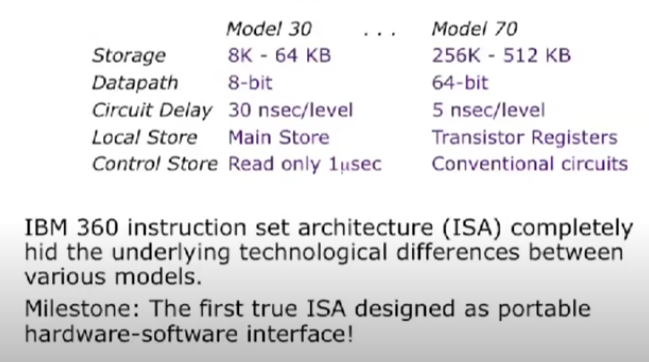 Model 30 . . . Model 70
Storage 8K - 64 KB 256K - 512 KB
Datapath 8-bit 64-bit
Circuit Delay 30 nsec/level 5 nsec/level
Local Store Main Store Transistor Registers
Control Store Read only 1μsec Conventional circuits
IBM 360 instruction set architecture (ISA) completely
hid the underlying technological differences between
various models.
Milestone: The first true ISA designed as portable
hardware-software interface!